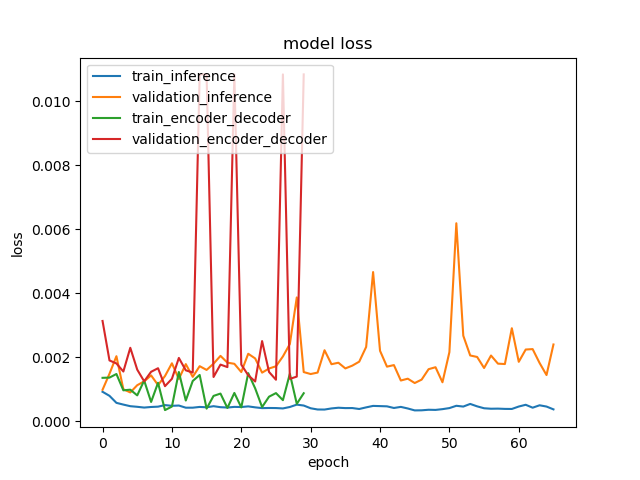 model loss
train_inference
validation_inference
train_encoder_decoder
validation_encoder_decoder
loss
0.010
0.008
0.006
0.004
0.002
0.000
0 10 20 30 40 50 60
epoch